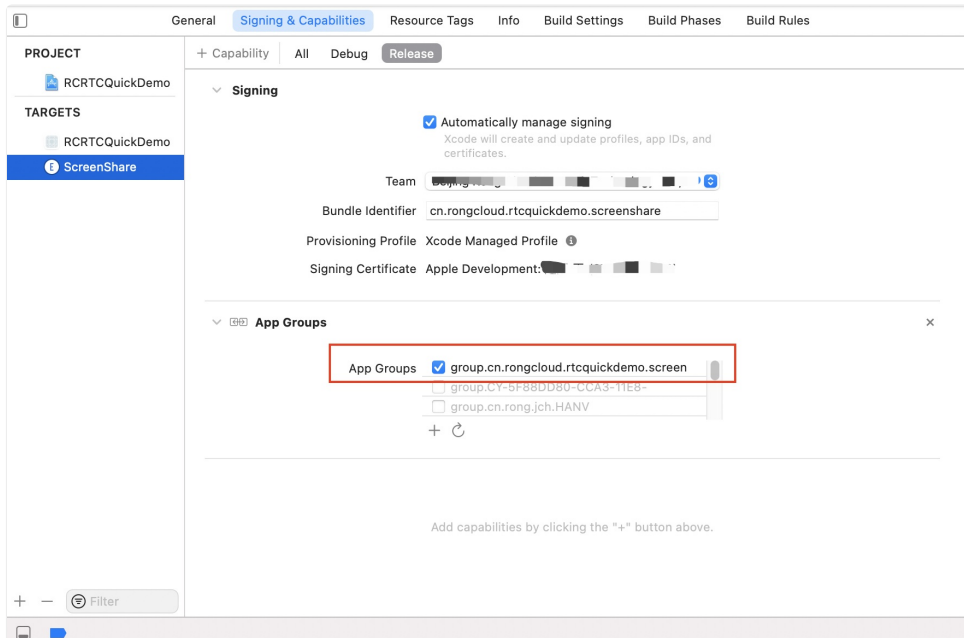 General Signing & Capabilities Resource Tags Info Build Settings Build Phases Build Rules
PROJECT
RCRTCQuickDemo
TARGETS
RCRTCQuickDemo
E ScreenShare
+ Capability All Debug Release
Signing
Automatically manage signing
Xcode will create and update profiles, app IDs, and
certificates.
Team
Bundle Identifier cn.rongcloud.rtcquickdemo.screenshare
Provisioning Profile Xcode Managed Profile
Signing Certificate Apple Development:
App Groups
App Groups group.cn.rongcloud.rtcquickdemo.screen
group.CY-5F88DD80-CCA3-11E8-
group.cn.rong.jch.HANV
Add capabilities by clicking the "+" button above.
Filter